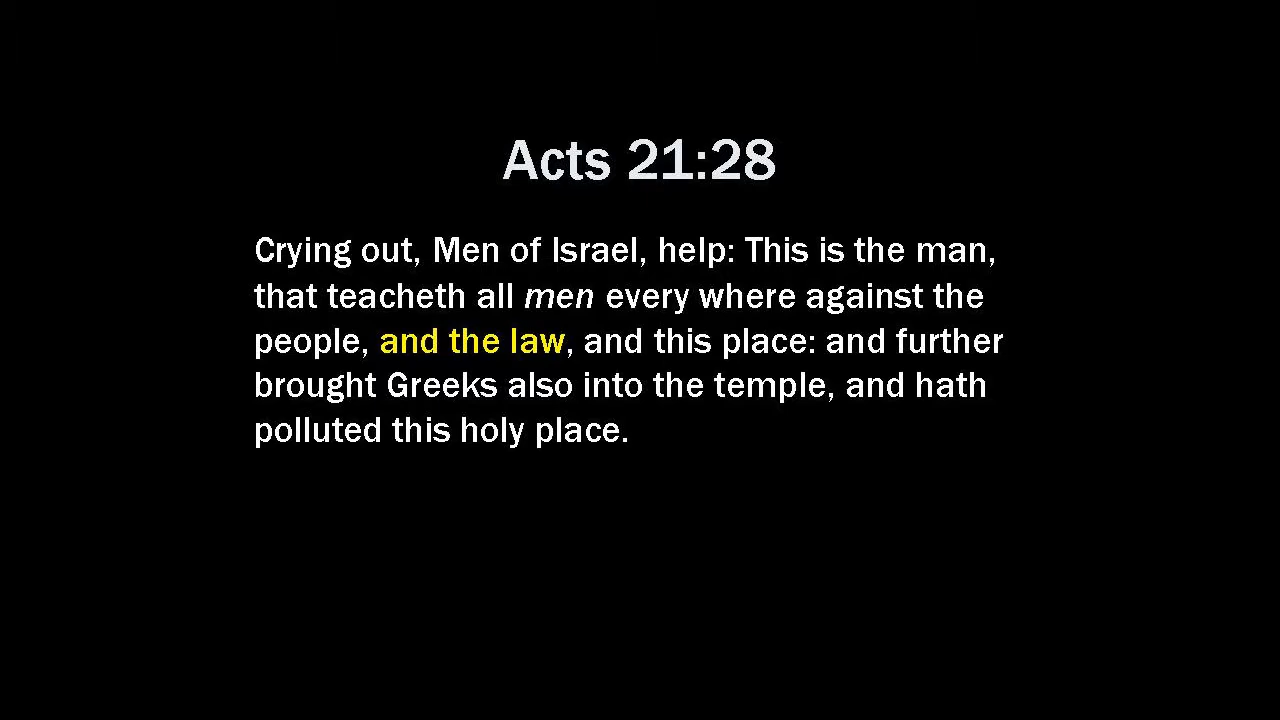 Acts 21:28
Crying out, Men of Israel, help: This is the man,
that teacheth all men every where against the
people, and the law, and this place: and further
brought Greeks also into the temple, and hath
polluted this holy place.